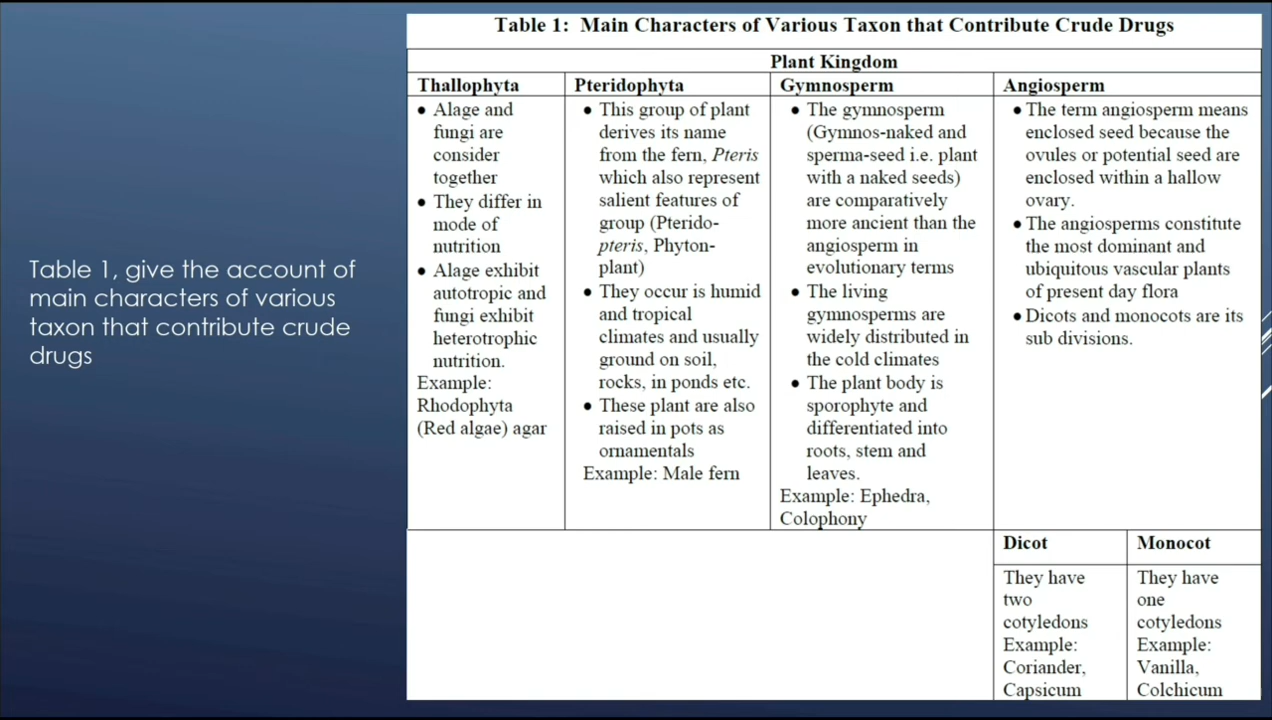 Table 1, give the account of
main characters of various
taxon that contribute crude
drugs
Table 1: Main Characters of Various Taxon that Contribute Crude Drugs
Plant Kingdom
Thallophyta
● Alage and
fungi are
consider
together
● They differ in
mode of
nutrition
● Alage exhibit
autotropic and
fungi exhibit
heterotrophic
nutrition.
Example:
Rhodophyta
(Red algae) agar
Pteridophyta
● This group of plant
derives its name
from the fern, Pteris
which also represent
salient features of
group (Pterido-
pteris, Phyton-
plant)
● They occur is humid
and tropical
climates and usually
ground on soil,
rocks, in ponds etc.
● These plant are also
raised in pots as
ornamentals
Example: Male fern
Gymnosperm
● The gymnosperm
(Gymnos-naked and
sperma-seed i.e. plant
with a naked seeds)
are comparatively
more ancient than the
angiosperm in
evolutionary terms
● The living
gymnosperms are
widely distributed in
the cold climates
● The plant body is
sporophyte and
differentiated into
roots, stem and
leaves.
Example: Ephedra,
Colophony
Angiosperm
● The term angiosperm means
enclosed seed because the
ovules or potential seed are
enclosed within a hallow
ovary.
● The angiosperms constitute
the most dominant and
ubiquitous vascular plants
of present day flora
● Dicots and monocots are its
sub divisions.
Dicot
They have
two
cotyledons
Example:
Coriander,
Capsicum
Monocot
They have
one
cotyledons
Example:
Vanilla,
Colchicum